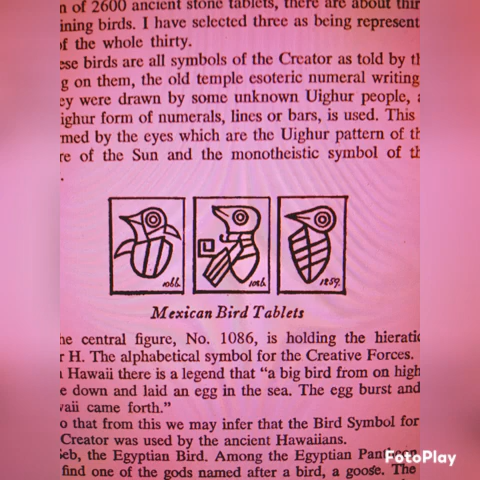 n of 2600 ancient stone tablets, there are about thir
ining birds. I have selected three as being represent
of the whole thirty.
ese birds are all symbols of the Creator as told by th
g on them, the old temple esoteric numeral writing
ey were drawn by some unknown Uighur people,
ighur form of numerals, lines or bars, is used. This
med by the eyes which are the Uighur pattern of th
re of the Sun and the monotheistic symbol of th
.
1066. 1086. 1259.
Mexican Bird Tablets
he central figure, No. 1086, is holding the hieratic
r H. The alphabetical symbol for the Creative Forces.
Hawaii there is a legend that “a big bird from on high
e down and laid an egg in the sea. The egg burst and
vaii came forth.”
o that from this we may infer that the Bird Symbol for
Creator was used by the ancient Hawaiians.
Seb, the Egyptian Bird. Among the Egyptian Pantheon
find one of the gods named after a bird, a goose. The
FotoPlay